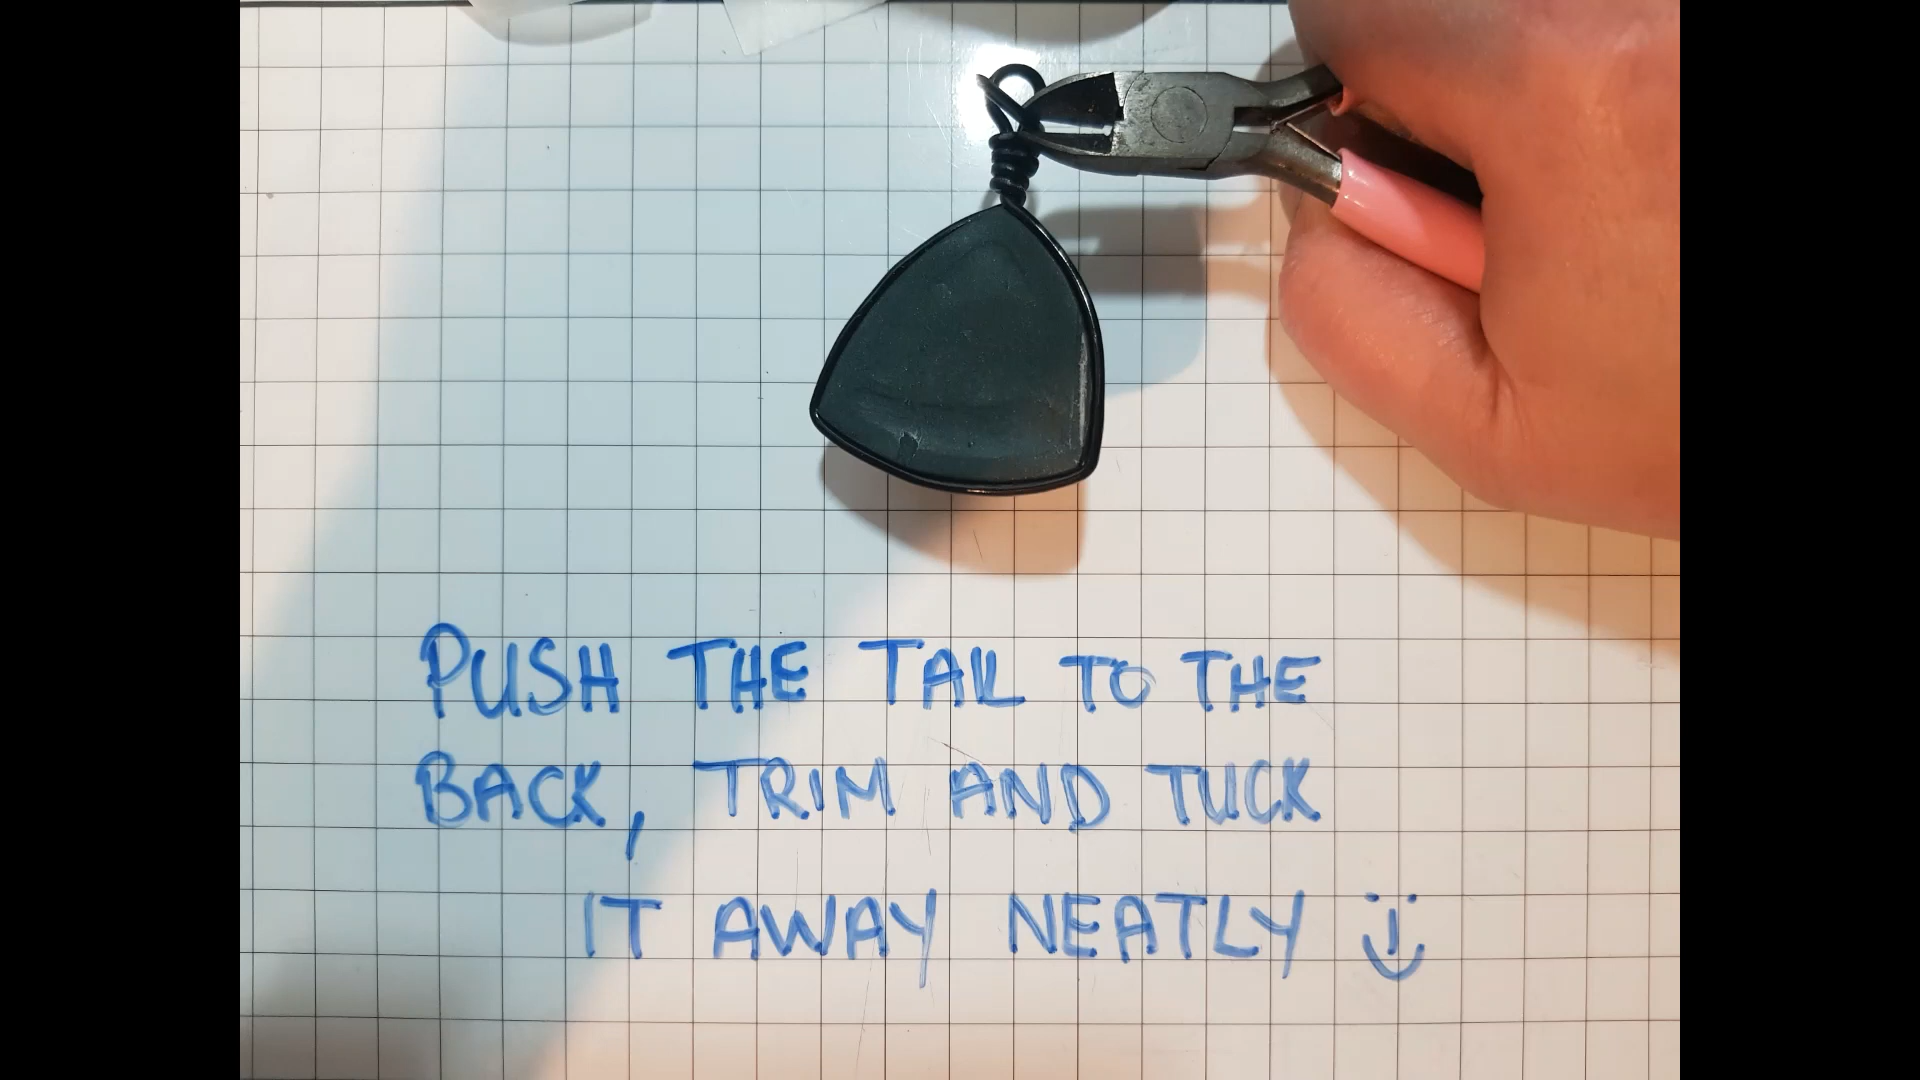 PUSH THE TAIL TO THE
BACK, TRIM AND TUCK
IT AWAY NEATLY